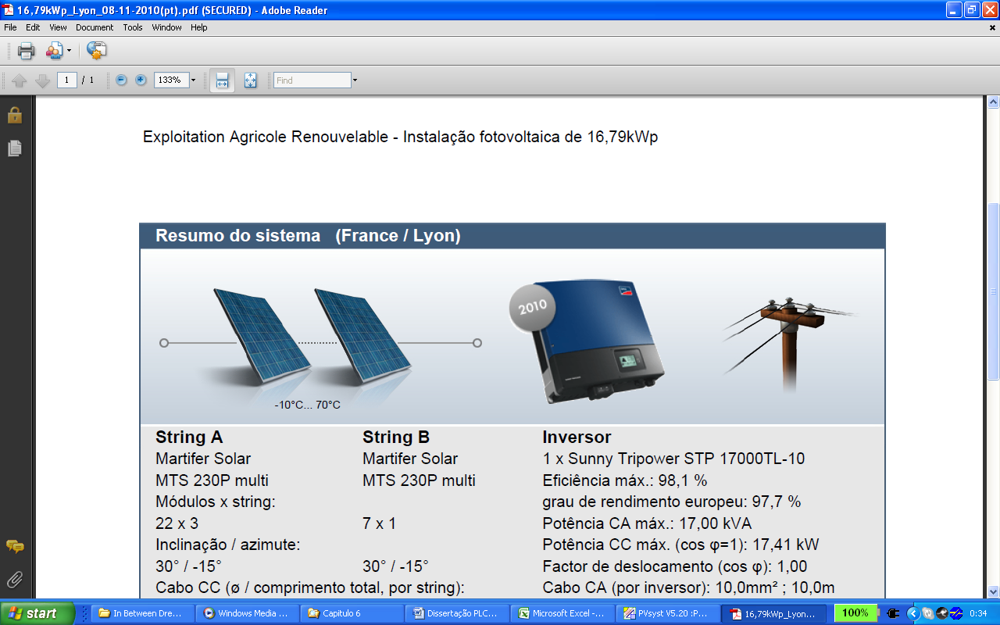 16,79kWp_Lyon_08-11-2010(pt).pdf (SECURED) - Adobe Reader
File Edit View Document Tools Window Help
1 / 1 133% Find
Exploitation Agricole Renouvelable - Instalação fotovoltaica de 16,79kWp
Resumo do sistema (France / Lyon)
2010
-10°C... 70°C
String A String B Inversor
Martifer Solar Martifer Solar 1 x Sunny Tripower STP 17000TL-10
MTS 230P multi MTS 230P multi Eficiência máx.: 98,1 %
Módulos x string: grau de rendimento europeu: 97,7 %
22 x 3 7 x 1 Potência CA máx.: 17,00 kVA
Inclinação / azimute: Potência CC máx. (cos φ=1): 17,41 kW
30° / -15° 30° / -15° Factor de deslocamento (cos φ): 1,00
Cabo CC (ø / comprimento total, por string): Cabo CA (por inversor): 10,0mm² ; 10,0m
start In Between Dre... Windows Media ... Capítulo 6 Dissertação PLC... Microsoft Excel -... PVsyst V5.20 :P... 16,79kWp_Lyon... 100% 0:34